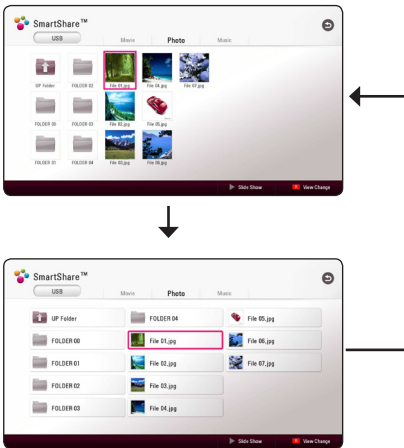 SmartShare™
USB Movie Photo Music
UP Folder FOLDER 02 File 01.jpg File 04.jpg File 07.jpg
FOLDER 00 FOLDER 03 File 02.jpg File 05.jpg
FOLDER 01 FOLDER 04 File 03.jpg File 06.jpg
Slide Show View Change
SmartShare™
USB Movie Photo Music
UP Folder FOLDER 04 File 05.jpg
FOLDER 00 File 01.jpg File 06.jpg
FOLDER 01 File 02.jpg File 07.jpg
FOLDER 02 File 03.jpg
FOLDER 03 File 04.jpg
Slide Show View Change